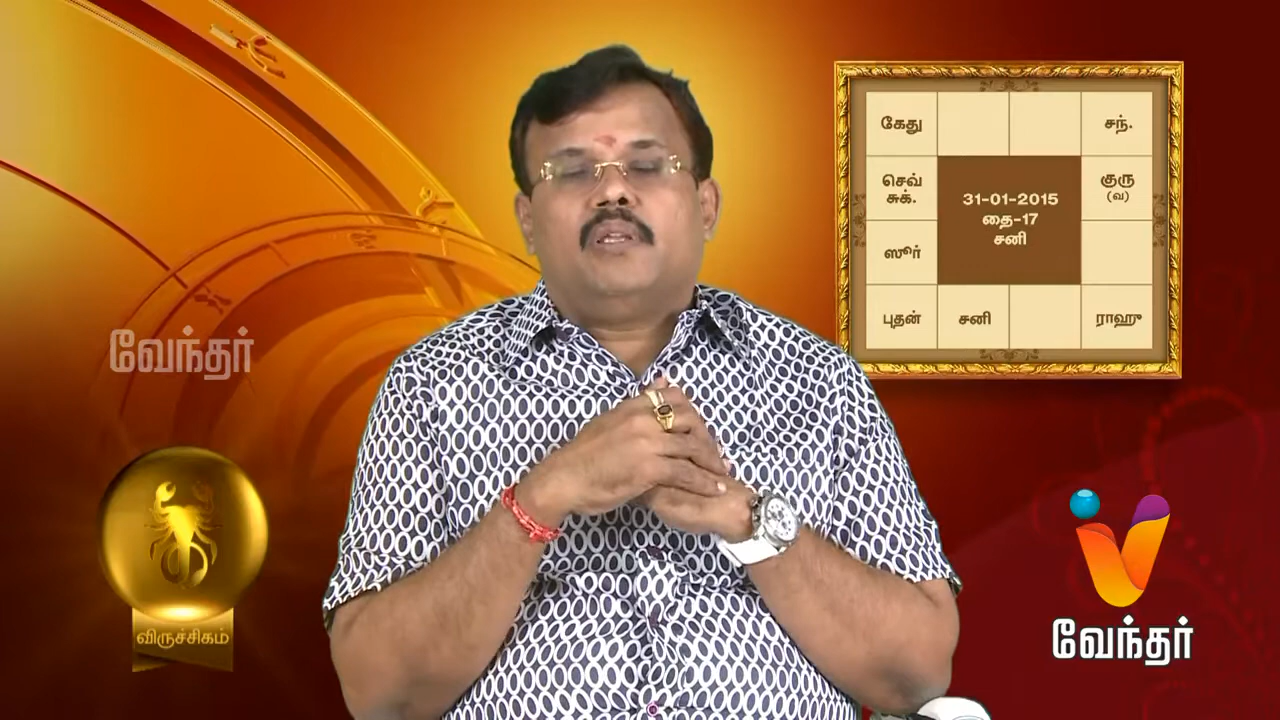 கேது
சந்.
செவ்
சுக்.
குரு
(வ)
31-01-2015
தை-17
சனி
ஸூர்
புதன்
சனி
ராஹு
வேந்தர்
விருச்சிகம்
வேந்தர்